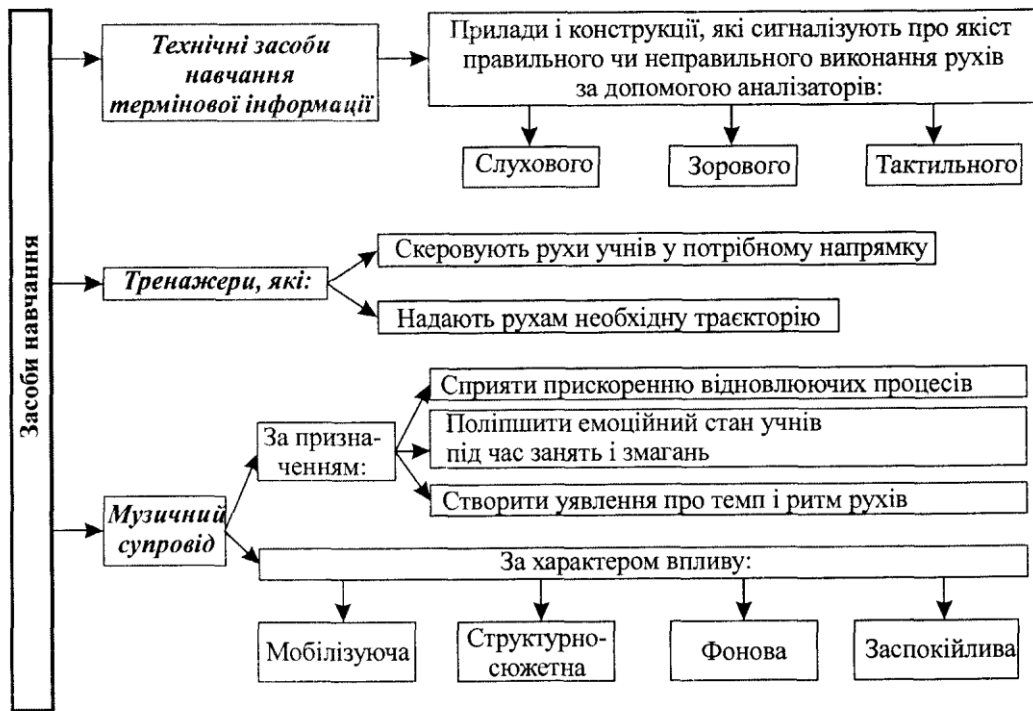 Засоби навчання
Технічні засоби
навчання
термінової інформації
Прилади і конструкції, які сигналізують про якіст
правильного чи неправильного виконання рухів
за допомогою аналізаторів:
Слухового
Зорового
Тактильного
Тренажери, які:
Скеровують рухи учнів у потрібному напрямку
Надають рухам необхідну траєкторію
Музичний
супровід
За призна-
ченням:
Сприяти прискоренню відновлюючих процесів
Поліпшити емоційний стан учнів
під час занять і змагань
Створити уявлення про темп і ритм рухів
За характером впливу:
Мобілізуюча
Структурно-
сюжетна
Фонова
Заспокійлива